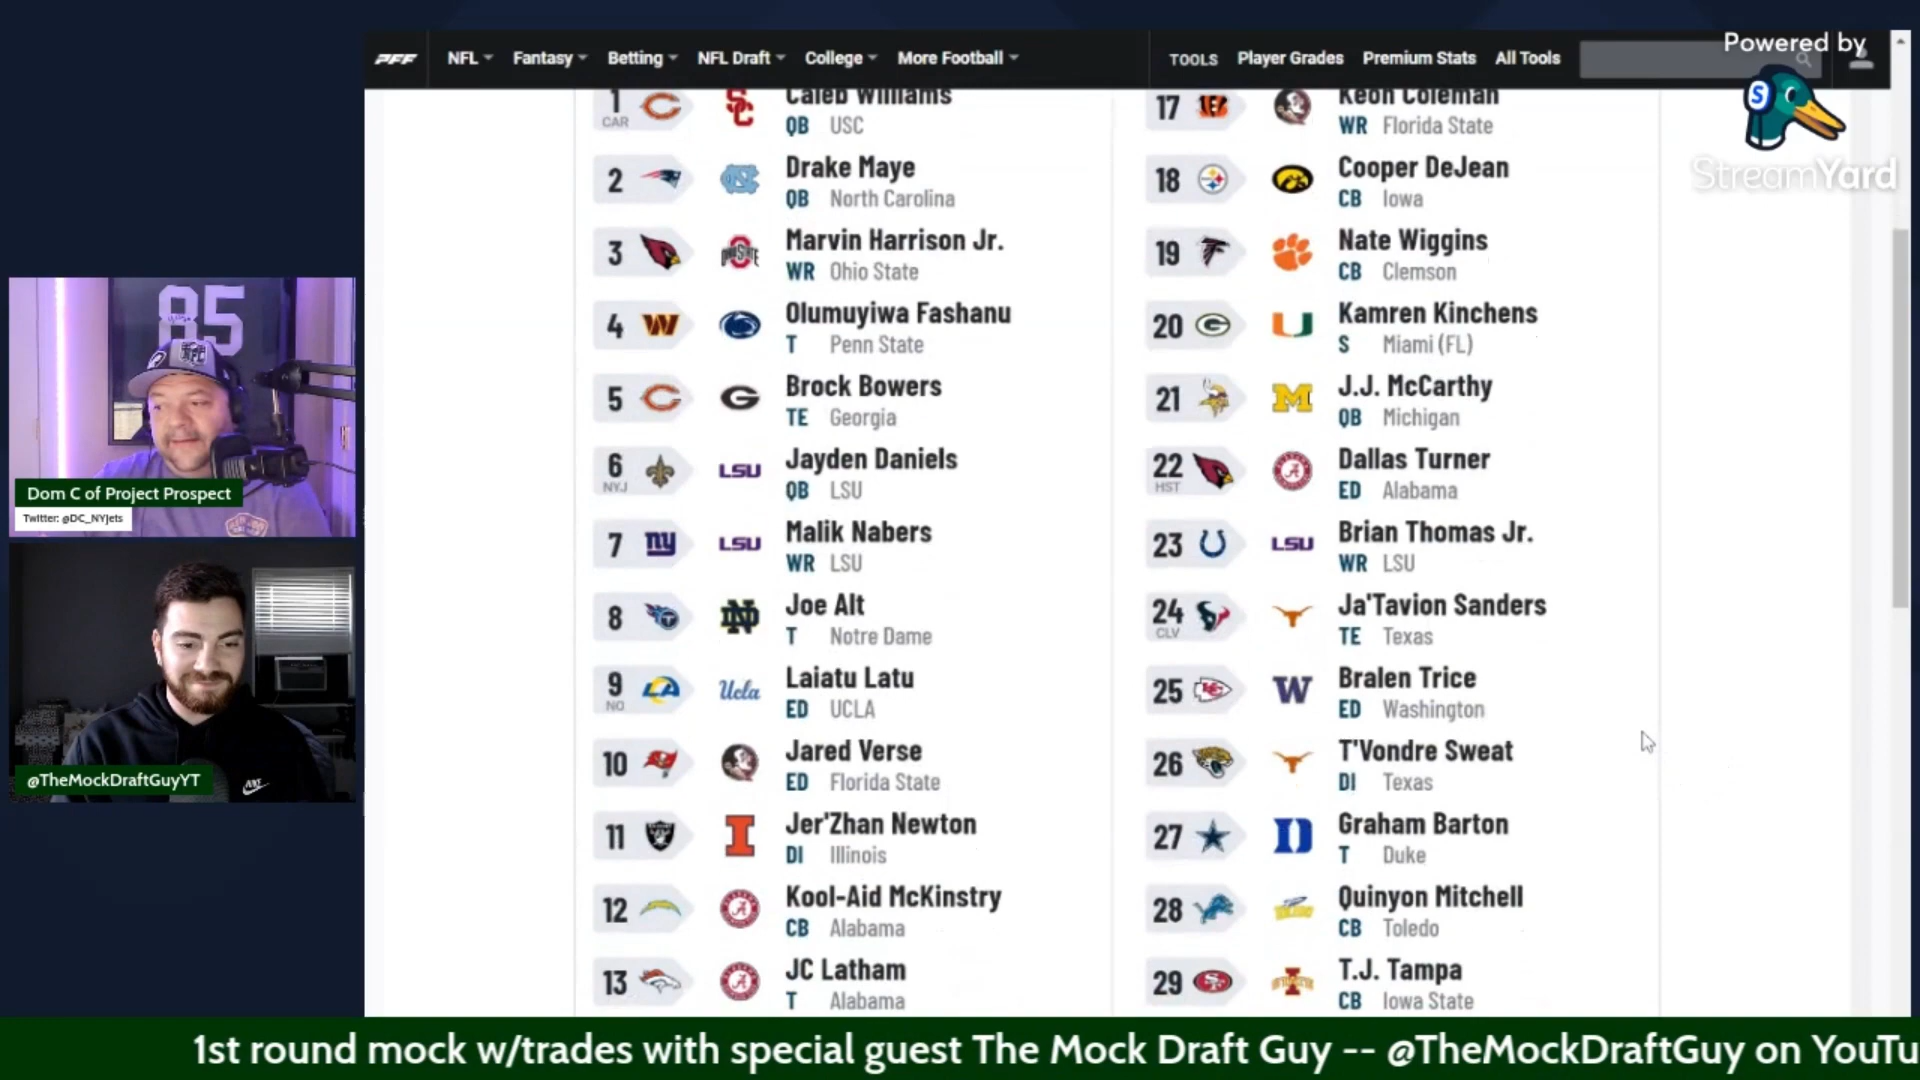 PFF NFL Fantasy Betting NFL Draft College More Football TOOLS Player Grades Premium Stats All Tools
Powered by
StreamYard
S
1 CAR Caleb Williams
QB USC
2 Drake Maye
QB North Carolina
3 Marvin Harrison Jr.
WR Ohio State
4 Olumuyiwa Fashanu
T Penn State
5 Brock Bowers
TE Georgia
6 NYJ LSU Jayden Daniels
QB LSU
7 ny LSU Malik Nabers
WR LSU
8 Joe Alt
T Notre Dame
9 NO Ucla Laiatu Latu
ED UCLA
10 Jared Verse
ED Florida State
11 Jer'Zhan Newton
DI Illinois
12 Kool-Aid McKinstry
CB Alabama
13 JC Latham
T Alabama
17 Keon Coleman
WR Florida State
18 Cooper DeJean
CB Iowa
19 Nate Wiggins
CB Clemson
20 Kamren Kinchens
S Miami (FL)
21 J.J. McCarthy
QB Michigan
22 HST Dallas Turner
ED Alabama
23 LSU Brian Thomas Jr.
WR LSU
24 CLV Ja'Tavion Sanders
TE Texas
25 Bralen Trice
ED Washington
26 T'Vondre Sweat
DI Texas
27 Graham Barton
T Duke
28 Quinyon Mitchell
CB Toledo
29 T.J. Tampa
CB Iowa State
85
Dom C of Project Prospect
Twitter: @DC_NYJets
@TheMockDraftGuyYT
1st round mock w/trades with special guest The Mock Draft Guy -- @TheMockDraftGuy on YouTu